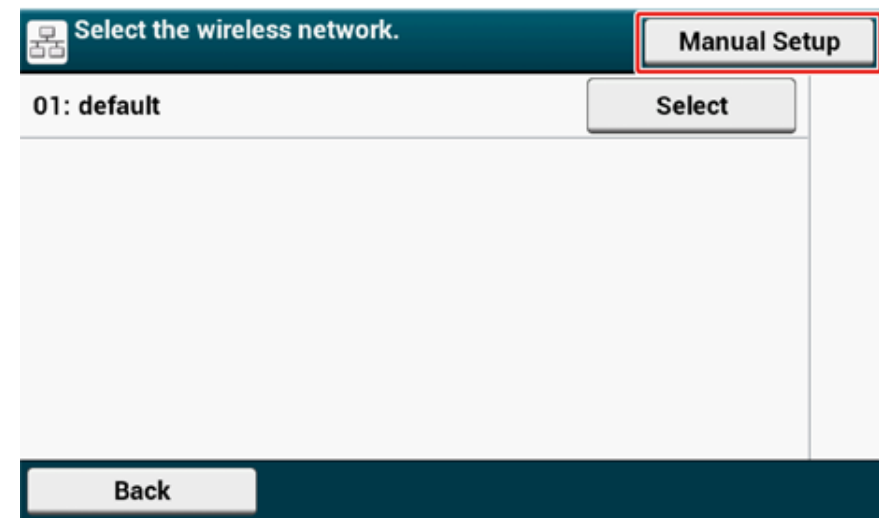 Select the wireless network.
Manual Setup
01: default
Select
Back